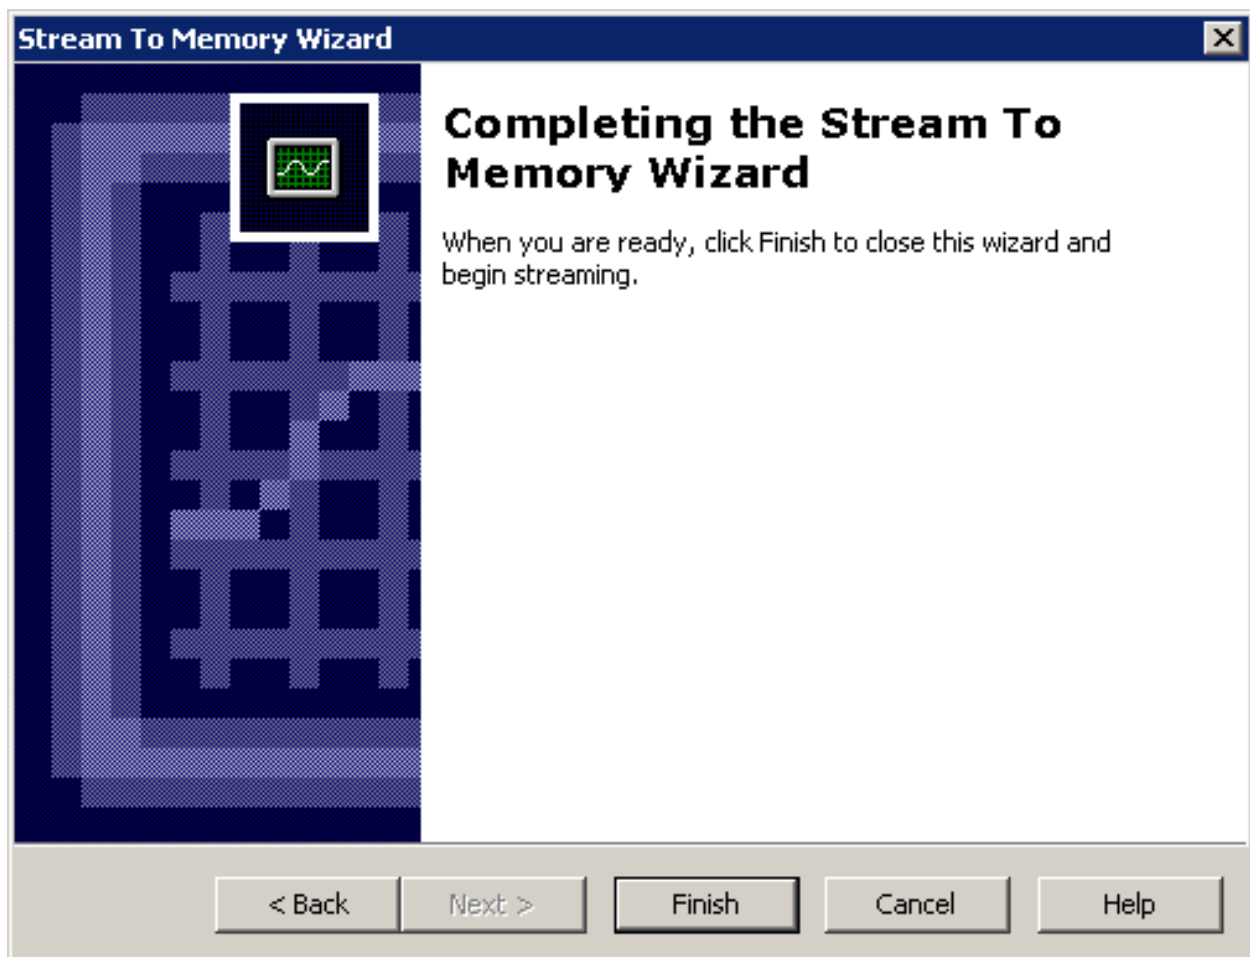 Stream To Memory Wizard
Completing the Stream To
Memory Wizard
When you are ready, click Finish to close this wizard and
begin streaming.
< Back
Next >
Finish
Cancel
Help